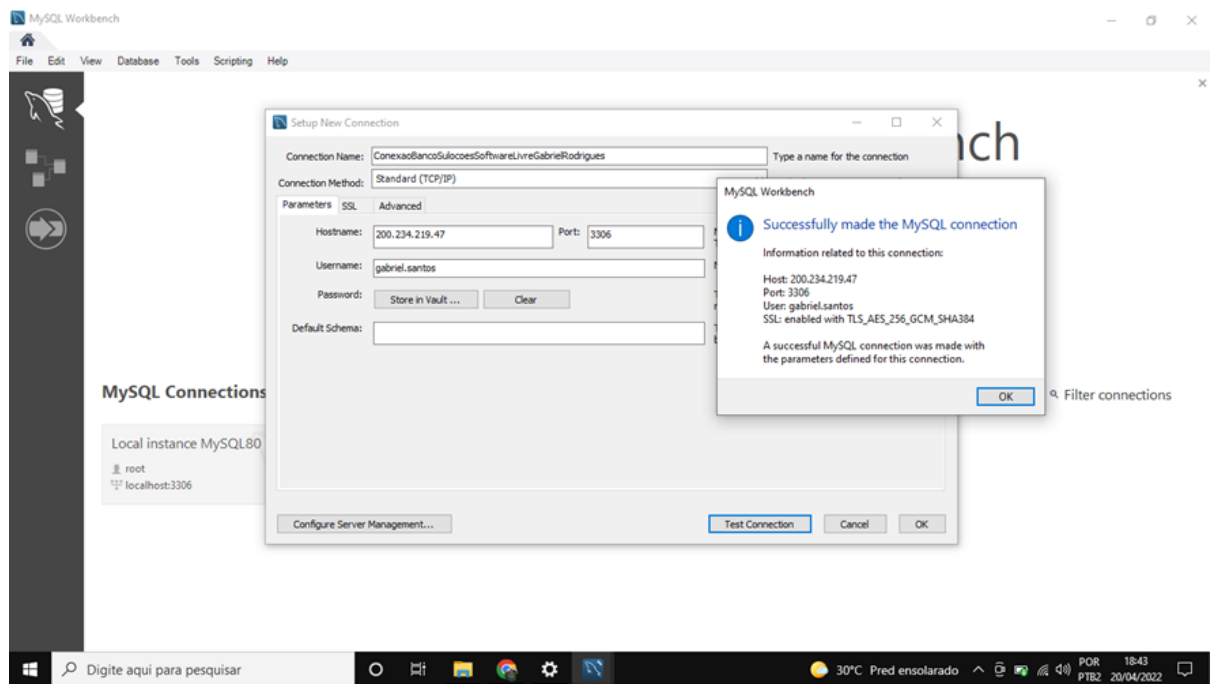 MySQL Workbench
File Edit View Database Tools Scripting Help
nch
Setup New Connection
Connection Name: ConexaoBancoSulocoesSoftwareLivreGabrielRodrigues Type a name for the connection
Connection Method: Standard (TCP/IP)
Parameters SSL Advanced
Hostname: 200.234.219.47 Port: 3306
Username: gabriel.santos
Password: Store in Vault ... Clear
Default Schema:
Configure Server Management... Test Connection Cancel OK
MySQL Workbench
Successfully made the MySQL connection
Information related to this connection:
Host: 200.234.219.47
Port: 3306
User: gabriel.santos
SSL: enabled with TLS_AES_256_GCM_SHA384
A successful MySQL connection was made with
the parameters defined for this connection.
OK
MySQL Connections
Filter connections
Local instance MySQL80
root
localhost:3306
Digite aqui para pesquisar
30°C Pred ensolarado
POR
PTB2
18:43
20/04/2022